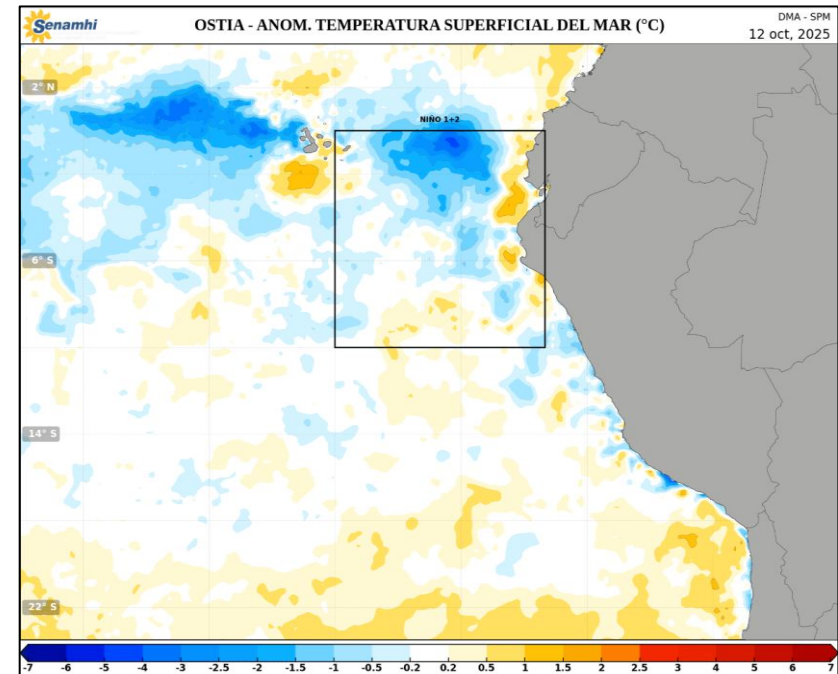 Senamhi
OSTIA - ANOM. TEMPERATURA SUPERFICIAL DEL MAR (°C)
DMA - SPM
12 oct, 2025
2° N
NIÑO 1+2
6° S
14° S
22° S
-7 -6 -5 -4 -3 -2.5 -2 -1.5 -1 -0.5 -0.2 0.2 0.5 1 1.5 2 2.5 3 4 5 6 7